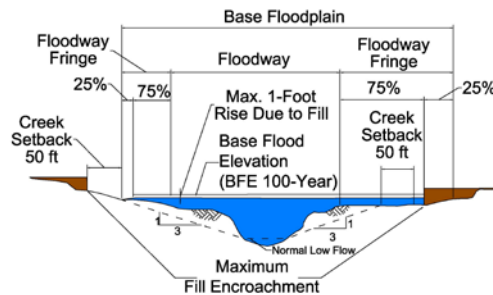 Base Floodplain
Floodway
Fringe
Floodway
Floodway
Fringe
25%
75%
75%
25%
Max. 1-Foot
Rise Due to Fill
Creek
Setback
50 ft
Base Flood
Elevation
(BFE 100-Year)
Creek
Setback
50 ft
1
3
1
3
Normal Low Flow
Maximum
Fill Encroachment